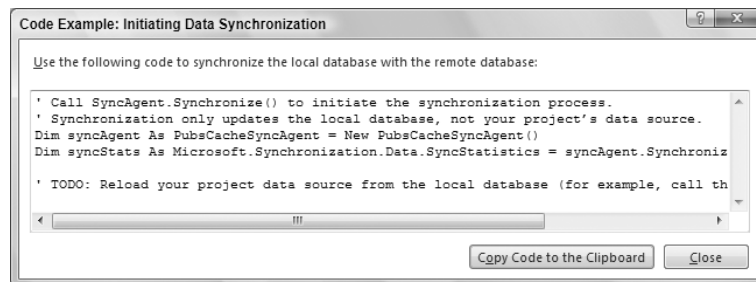 Code Example: Initiating Data Synchronization
? X
Use the following code to synchronize the local database with the remote database:
' Call SyncAgent.Synchronize() to initiate the synchronization process.
' Synchronization only updates the local database, not your project's data source.
Dim syncAgent As PubsCacheSyncAgent = New PubsCacheSyncAgent()
Dim syncStats As Microsoft.Synchronization.Data.SyncStatistics = syncAgent.Synchroniz
' TODO: Reload your project data source from the local database (for example, call th
Copy Code to the Clipboard
Close